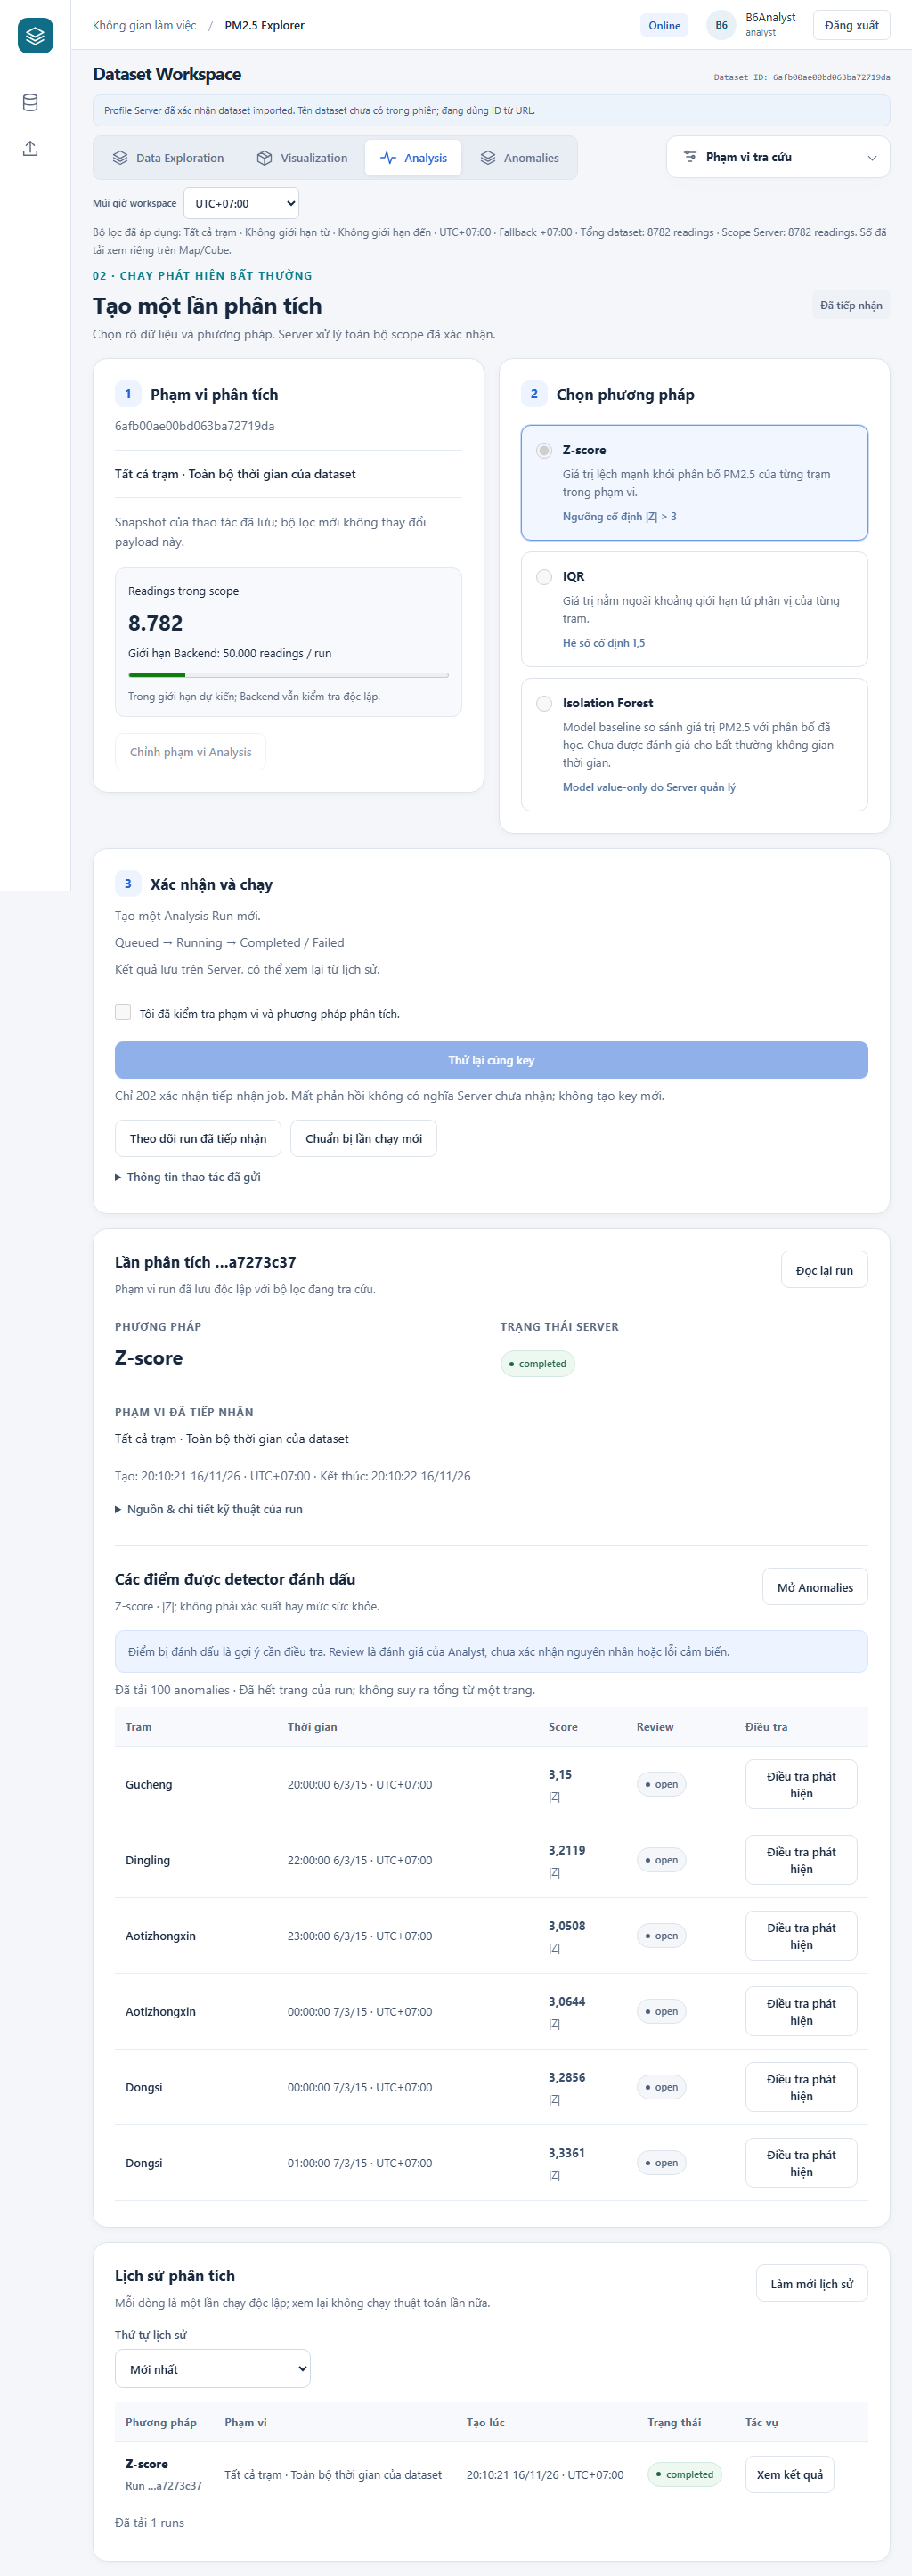 Không gian làm việc / PM2.5 Explorer
Online
B6
B6Analyst
analyst
Đăng xuất
Dataset Workspace
Dataset ID: 6afb00ae00bd063ba72719da
Profile Server đã xác nhận dataset imported. Tên dataset chưa có trong phiên; đang dùng ID từ URL.
Data Exploration
Visualization
Analysis
Anomalies
Phạm vi tra cứu
Múi giờ workspace
UTC+07:00
Bộ lọc đã áp dụng: Tất cả trạm · Không giới hạn từ · Không giới hạn đến · UTC+07:00 · Fallback +07:00 · Tổng dataset: 8782 readings · Scope Server: 8782 readings. Số đã
tải xem riêng trên Map/Cube.
02 · CHẠY PHÁT HIỆN BẤT THƯỜNG
Tạo một lần phân tích
Đã tiếp nhận
Chọn rõ dữ liệu và phương pháp. Server xử lý toàn bộ scope đã xác nhận.
1 Phạm vi phân tích
6afb00ae00bd063ba72719da
Tất cả trạm · Toàn bộ thời gian của dataset
Snapshot của thao tác đã lưu; bộ lọc mới không thay đổi
payload này.
Readings trong scope
8.782
Giới hạn Backend: 50.000 readings / run
Trong giới hạn dự kiến; Backend vẫn kiểm tra độc lập.
Chỉnh phạm vi Analysis
2 Chọn phương pháp
Z-score
Giá trị lệch mạnh khỏi phân bố PM2.5 của từng trạm
trong phạm vi.
Ngưỡng cố định |Z| > 3
IQR
Giá trị nằm ngoài khoảng giới hạn tứ phân vị của từng
trạm.
Hệ số cố định 1,5
Isolation Forest
Model baseline so sánh giá trị PM2.5 với phân bố đã
học. Chưa được đánh giá cho bất thường không gian–
thời gian.
Model value-only do Server quản lý
3 Xác nhận và chạy
Tạo một Analysis Run mới.
Queued → Running → Completed / Failed
Kết quả lưu trên Server, có thể xem lại từ lịch sử.
Tôi đã kiểm tra phạm vi và phương pháp phân tích.
Thử lại cùng key
Chỉ 202 xác nhận tiếp nhận job. Mất phản hồi không có nghĩa Server chưa nhận; không tạo key mới.
Theo dõi run đã tiếp nhận
Chuẩn bị lần chạy mới
Thông tin thao tác đã gửi
Lần phân tích …a7273c37
Đọc lại run
Phạm vi run đã lưu độc lập với bộ lọc đang tra cứu.
PHƯƠNG PHÁP
TRẠNG THÁI SERVER
Z-score
completed
PHẠM VI ĐÃ TIẾP NHẬN
Tất cả trạm · Toàn bộ thời gian của dataset
Tạo: 20:10:21 16/11/26 · UTC+07:00 · Kết thúc: 20:10:22 16/11/26
Nguồn & chi tiết kỹ thuật của run
Các điểm được detector đánh dấu
Mở Anomalies
Z-score · |Z|; không phải xác suất hay mức sức khỏe.
Điểm bị đánh dấu là gợi ý cần điều tra. Review là đánh giá của Analyst, chưa xác nhận nguyên nhân hoặc lỗi cảm biến.
Đã tải 100 anomalies · Đã hết trang của run; không suy ra tổng từ một trang.
Trạm Thời gian Score Review Điều tra
Gucheng 20:00:00 6/3/15 · UTC+07:00 3,15 |Z| open Điều tra phát hiện
Dingling 22:00:00 6/3/15 · UTC+07:00 3,2119 |Z| open Điều tra phát hiện
Aotizhongxin 23:00:00 6/3/15 · UTC+07:00 3,0508 |Z| open Điều tra phát hiện
Aotizhongxin 00:00:00 7/3/15 · UTC+07:00 3,0644 |Z| open Điều tra phát hiện
Dongsi 00:00:00 7/3/15 · UTC+07:00 3,2856 |Z| open Điều tra phát hiện
Dongsi 01:00:00 7/3/15 · UTC+07:00 3,3361 |Z| open Điều tra phát hiện
Lịch sử phân tích
Làm mới lịch sử
Mỗi dòng là một lần chạy độc lập; xem lại không chạy thuật toán lần nữa.
Thứ tự lịch sử
Mới nhất
Phương pháp Phạm vi Tạo lúc Trạng thái Tác vụ
Z-score
Run …a7273c37
Tất cả trạm · Toàn bộ thời gian của dataset 20:10:21 16/11/26 · UTC+07:00 completed Xem kết quả
Đã tải 1 runs